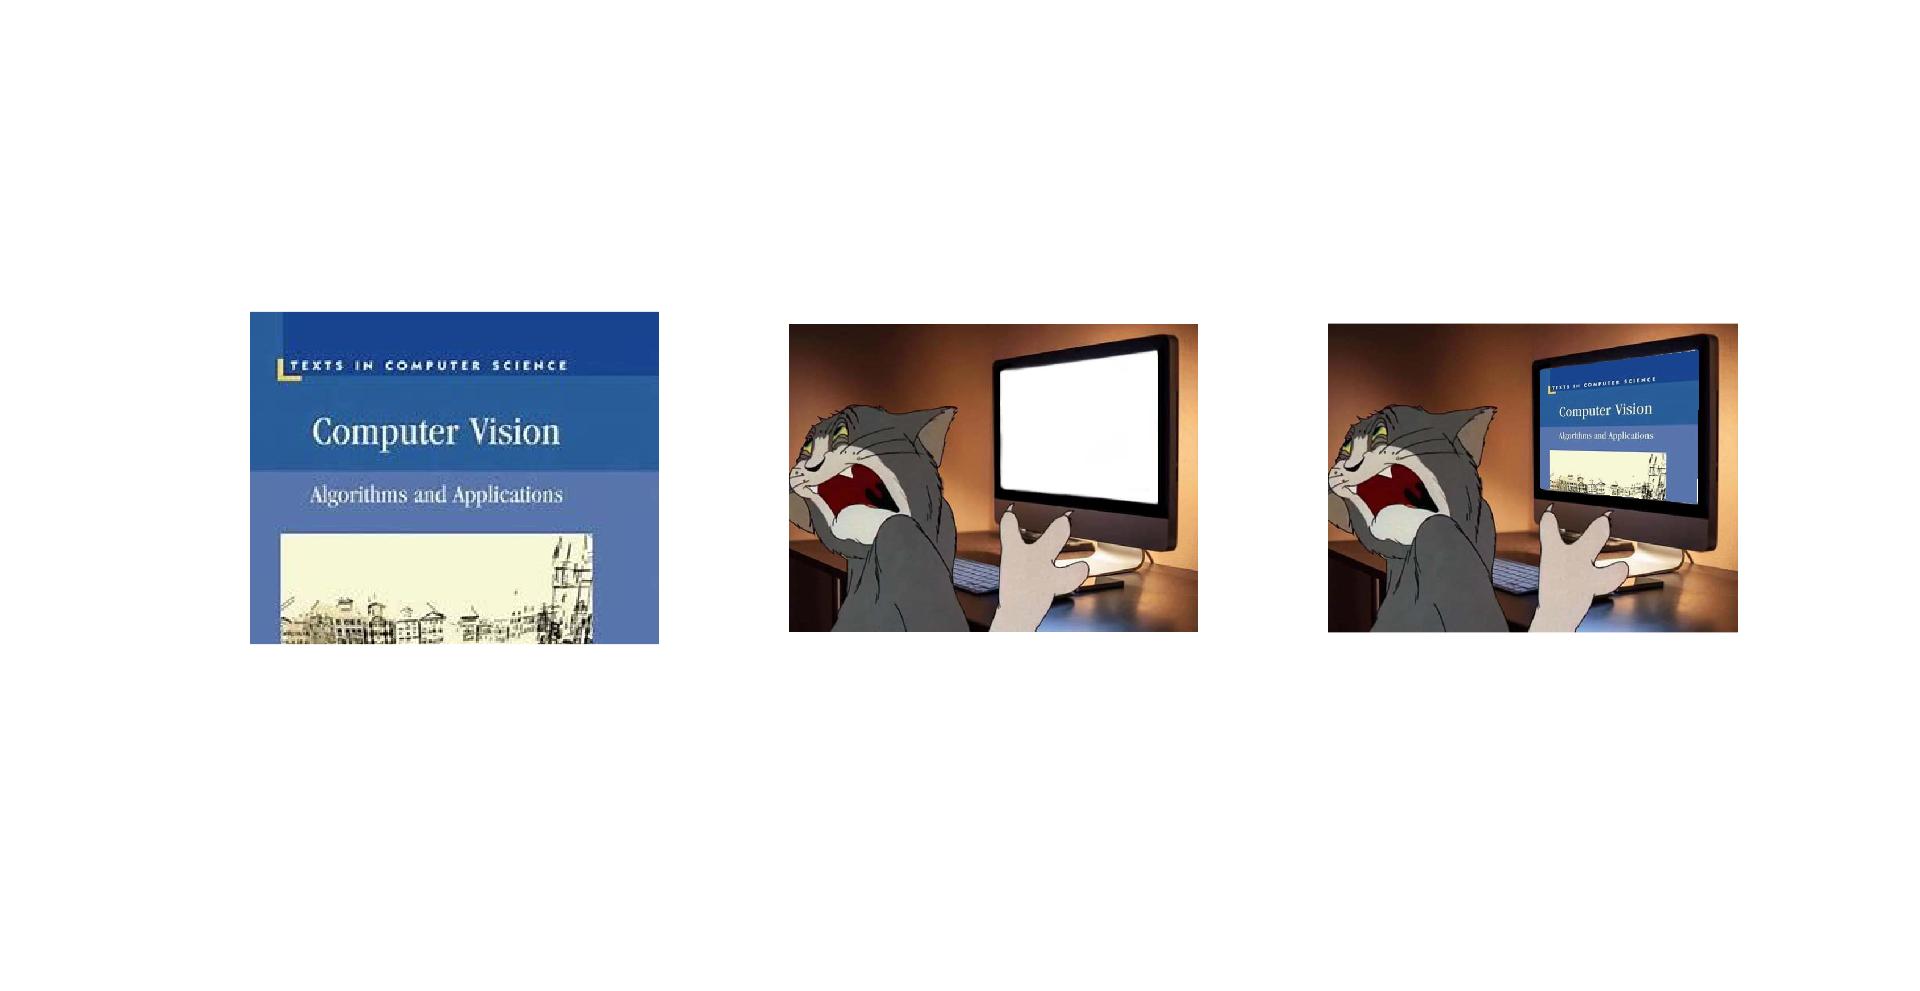 TEXTS IN COMPUTER SCIENCE
Computer Vision
Algorithms and Applications
TEXTS IN COMPUTER SCIENCE
Computer Vision
Algorithms and Applications